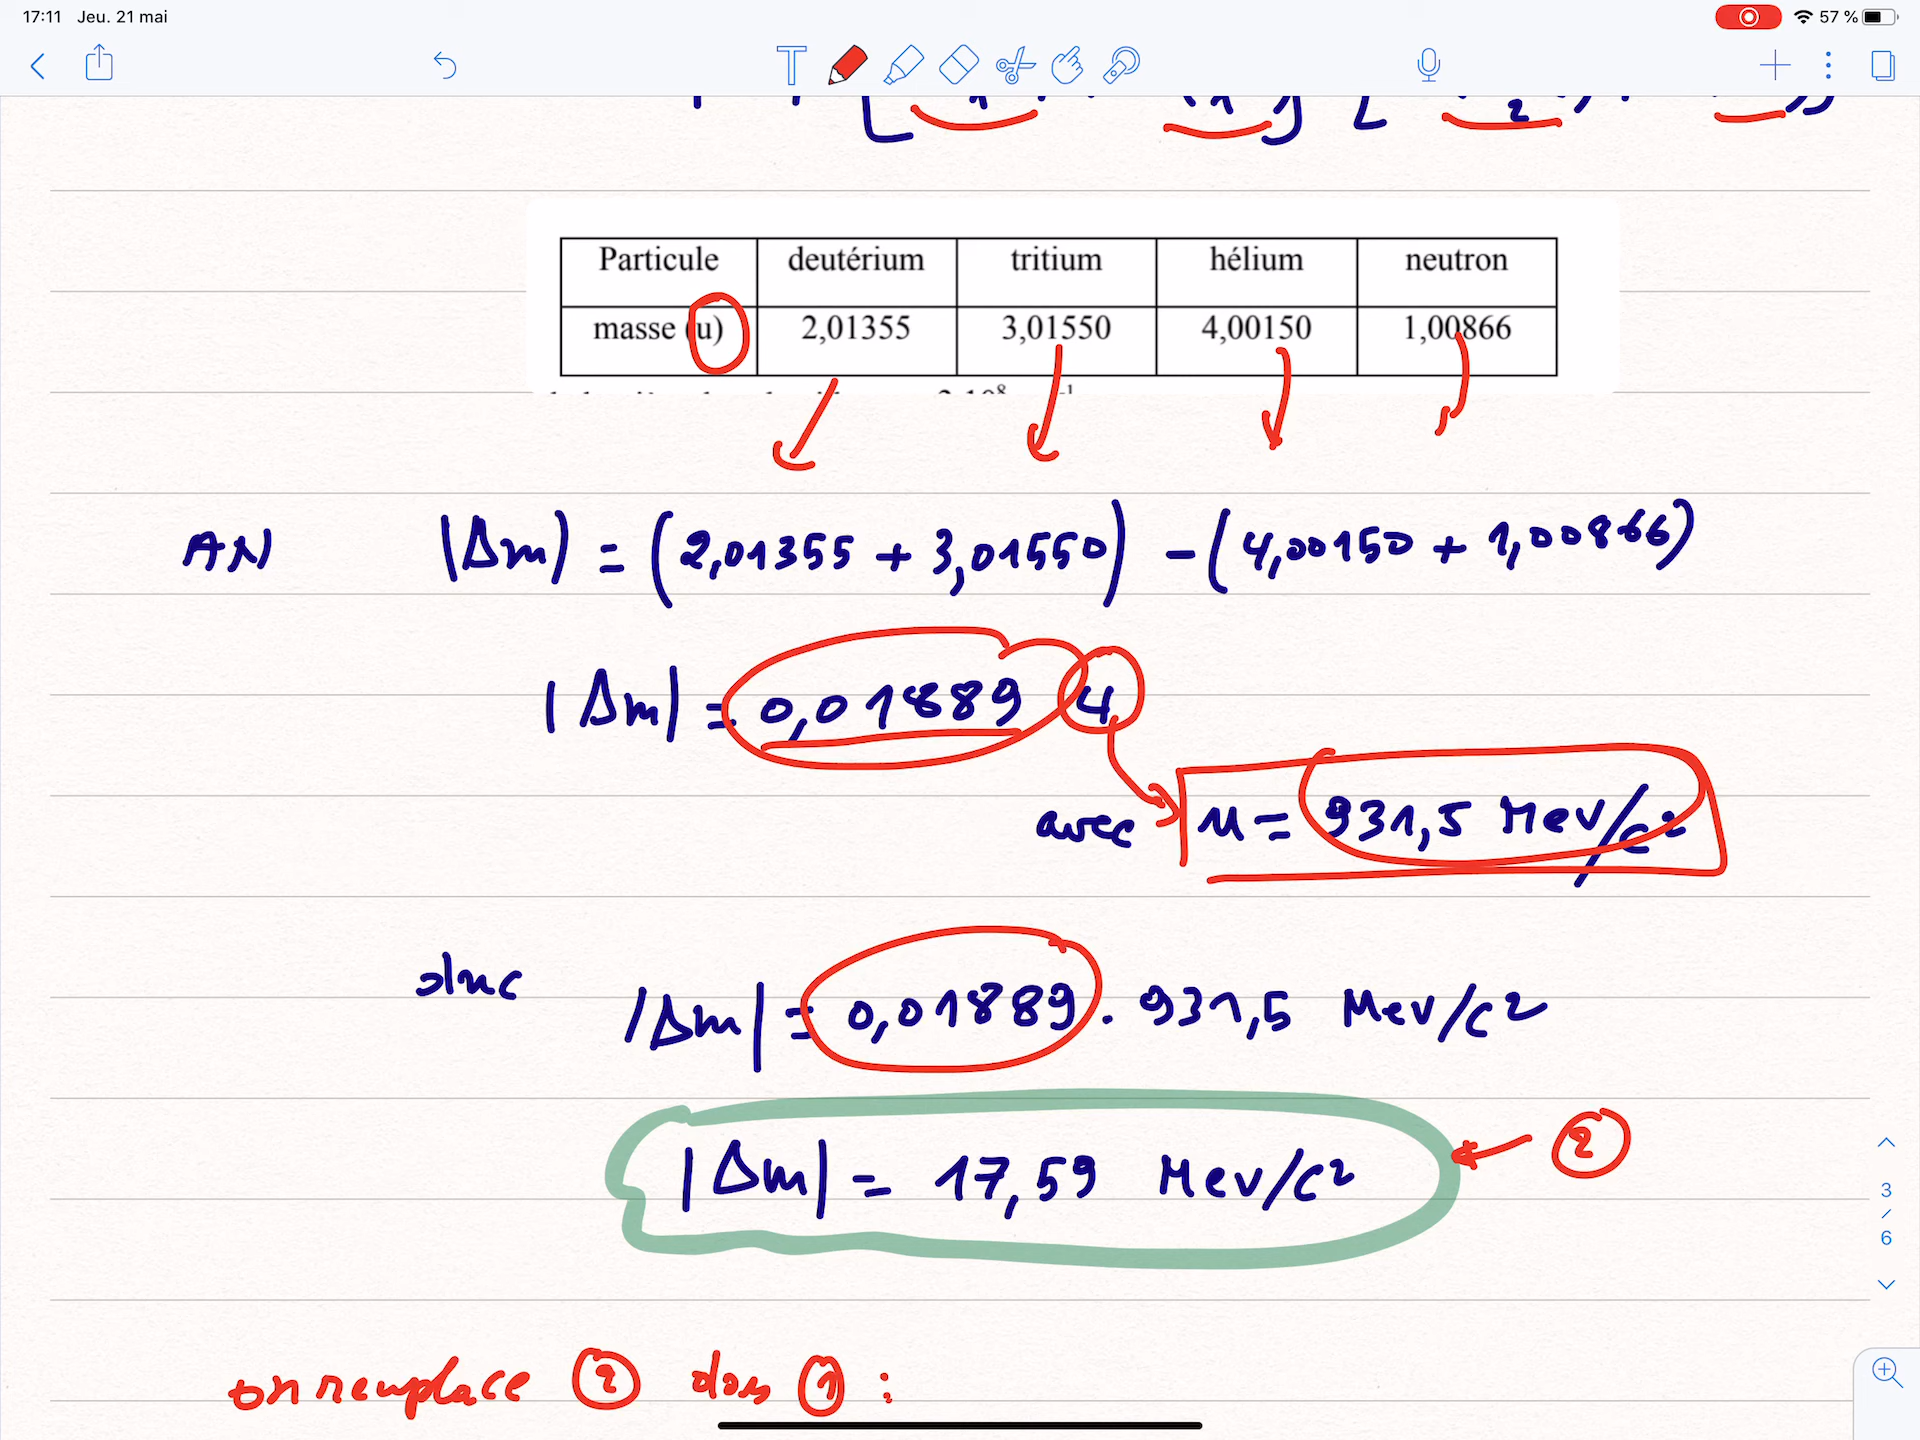 17:11 Jeu. 21 mai 57 %
Particule deutérium tritium hélium neutron
masse (u) 2,01355 3,01550 4,00150 1,00866
AN |Δm| = (2,01355 + 3,01550) - (4,00150 + 1,00866)
|Δm| = 0,01889 u
avec u = 931,5 Mev/c²
donc |Δm| = 0,01889 . 931,5 Mev/c²
|Δm| = 17,59 Mev/c² ②
3
/
6
on remplace ② dans ① :